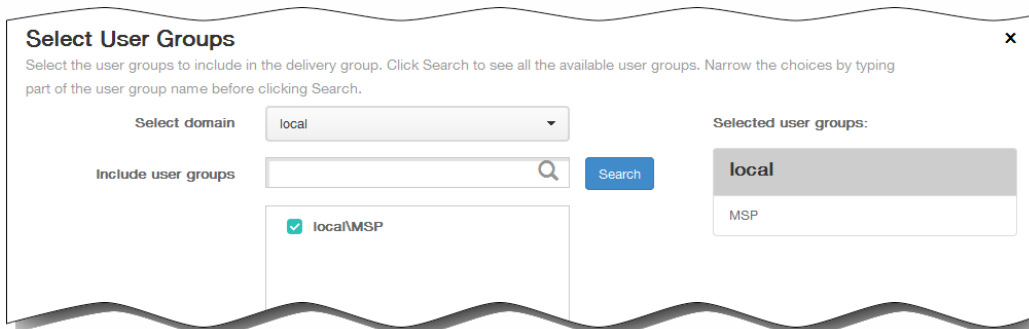 Select User Groups
×
Select the user groups to include in the delivery group. Click Search to see all the available user groups. Narrow the choices by typing
part of the user group name before clicking Search.
Select domain
local
Selected user groups:
Include user groups
Search
local
MSP
local\MSP